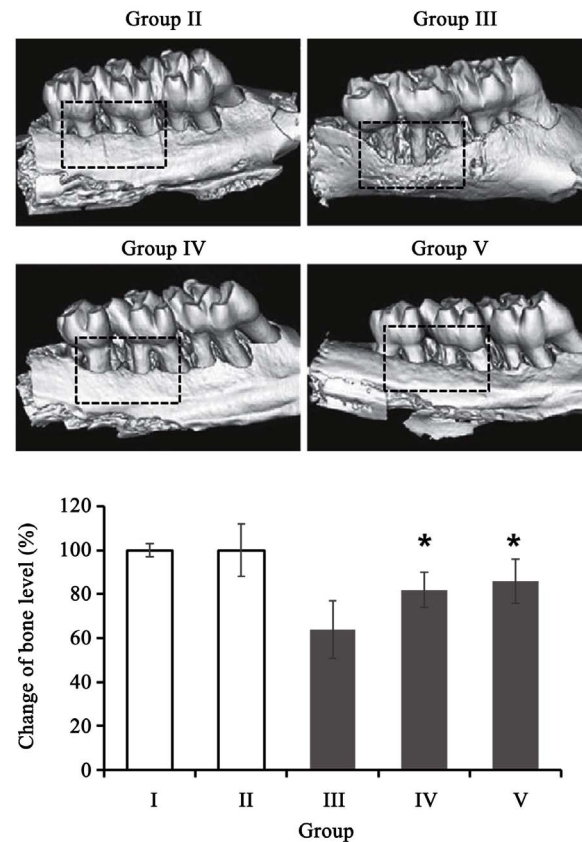 Group II Group III
Group IV Group V
120
100
80
60
40
20
0
Change of bone level (%)
* *
I II III IV V
Group